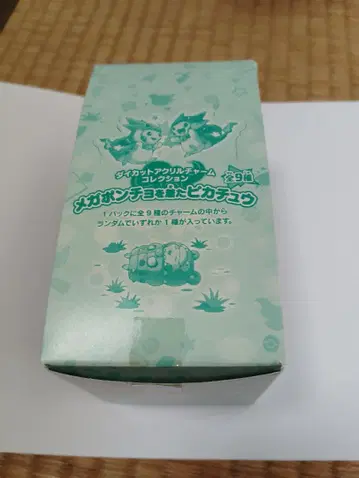 ダイカットアクリルチャーム
コレクション
メガポンチョを着たピカチュウ
全9種
1パックに全9種のチャームの中から
ランダムでいずれか1種が入っています。